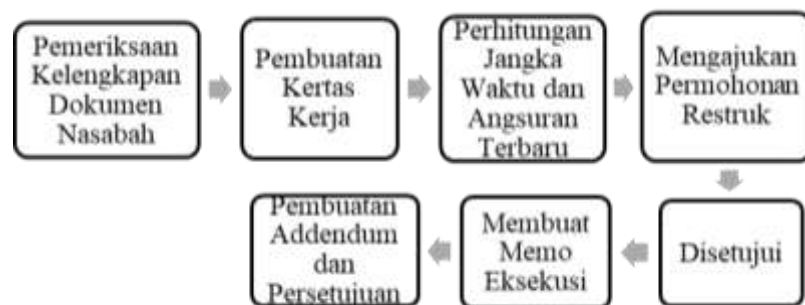 Pemeriksaan
Kelengkapan
Dokumen
Nasabah
Pembuatan
Kertas
Kerja
Perhitungan
Jangka
Waktu dan
Angsuran
Terbaru
Mengajukan
Permohonan
Restruk
Disetujui
Membuat
Memo
Eksekusi
Pembuatan
Addendum
dan
Persetujuan